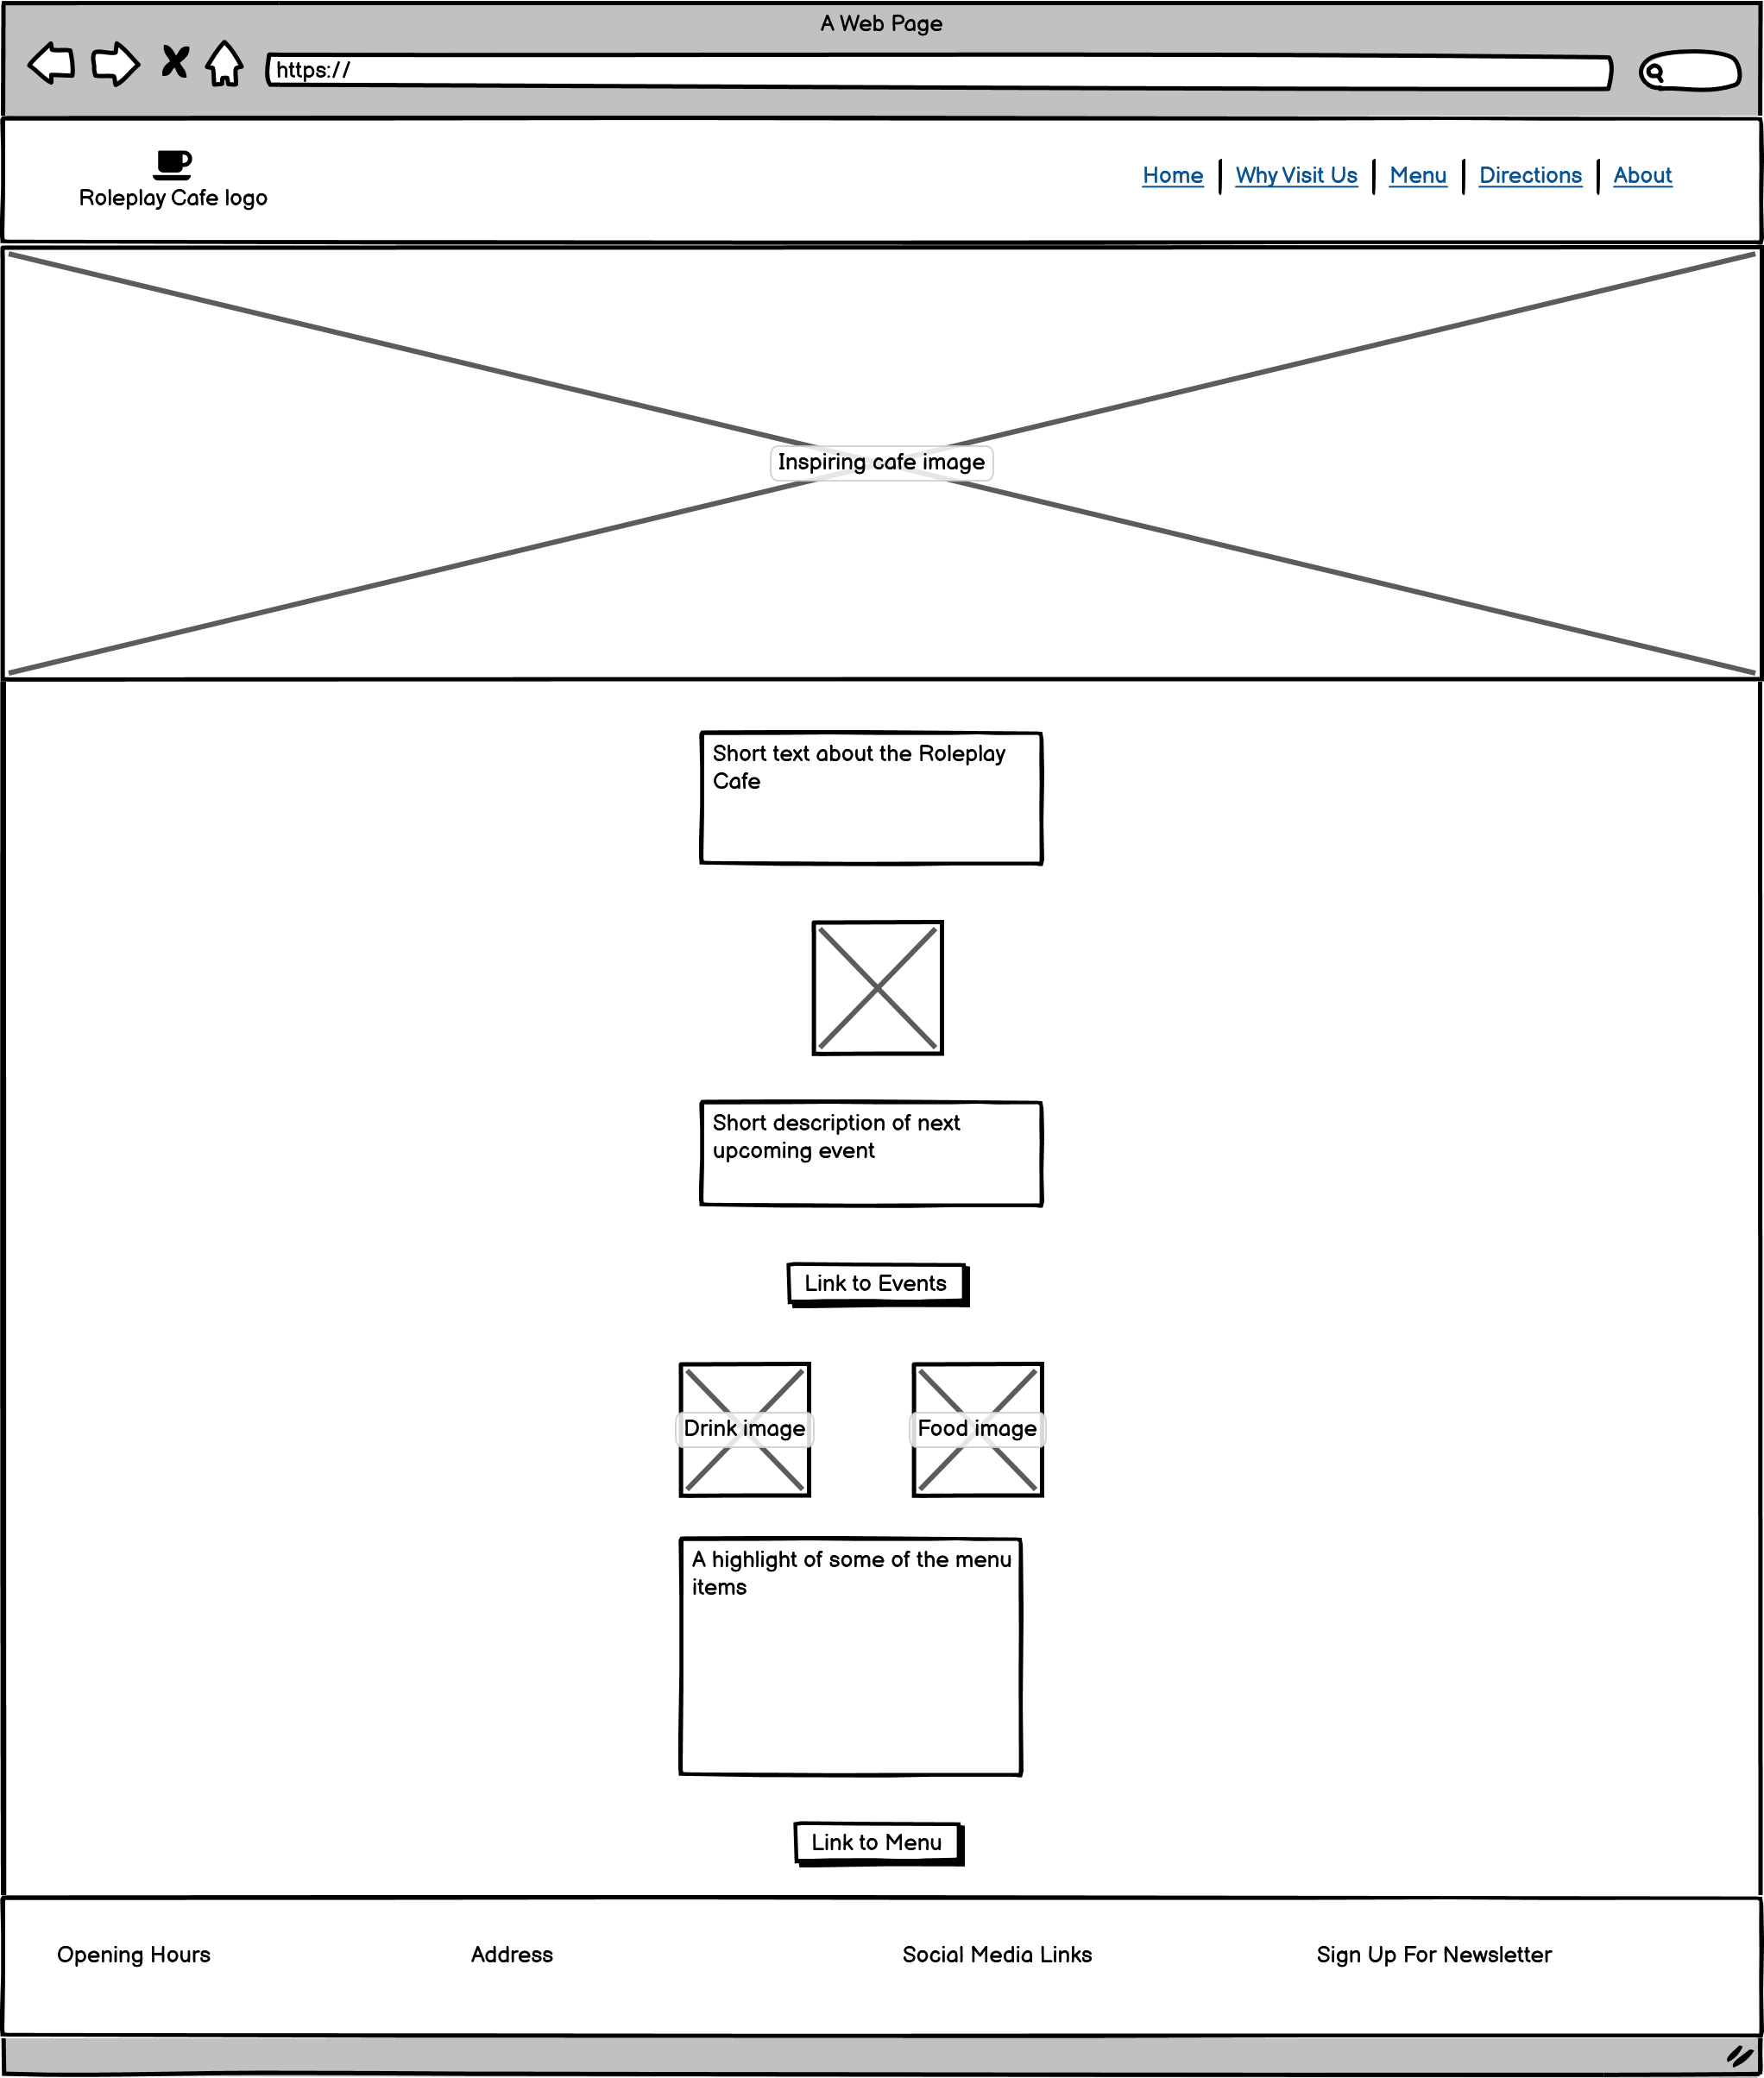 A Web Page
https://
Roleplay Cafe logo
Home
Why Visit Us
Menu
Directions
About
Inspiring cafe image
Short text about the Roleplay
Cafe
Short description of next
upcoming event
Link to Events
Drink image
Food image
A highlight of some of the menu
items
Link to Menu
Opening Hours
Address
Social Media Links
Sign Up For Newsletter